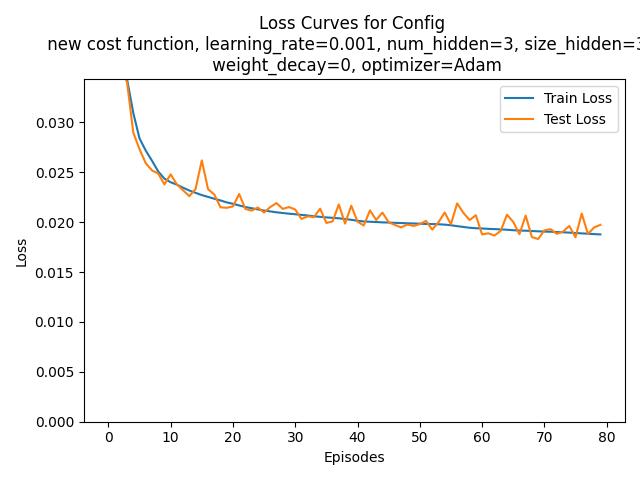 Loss Curves for Config
new cost function, learning_rate=0.001, num_hidden=3, size_hidden=3
weight_decay=0, optimizer=Adam
Train Loss
Test Loss
0.030
0.025
0.020
0.015
0.010
0.005
0.000
Loss
0 10 20 30 40 50 60 70 80
Episodes